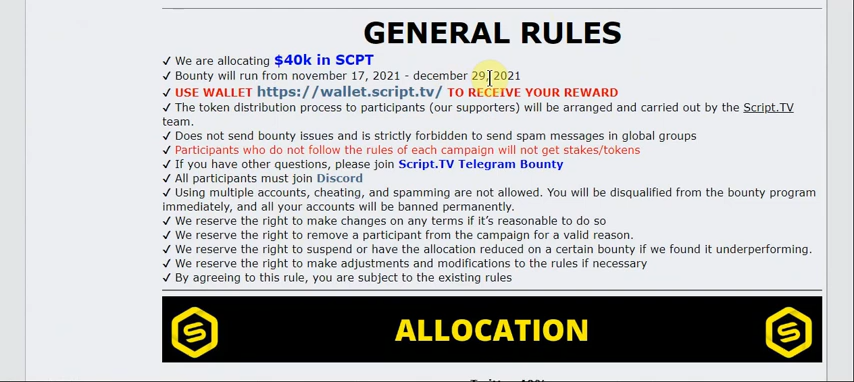 GENERAL RULES
✓ We are allocating $40k in SCPT
✓ Bounty will run from november 17, 2021 - december 29, 2021
✓ USE WALLET https://wallet.script.tv/ TO RECEIVE YOUR REWARD
✓ The token distribution process to participants (our supporters) will be arranged and carried out by the Script.TV
team.
✓ Does not send bounty issues and is strictly forbidden to send spam messages in global groups
✓ Participants who do not follow the rules of each campaign will not get stakes/tokens
✓ If you have other questions, please join Script.TV Telegram Bounty
✓ All participants must join Discord
✓ Using multiple accounts, cheating, and spamming are not allowed. You will be disqualified from the bounty program
immediately, and all your accounts will be banned permanently.
✓ We reserve the right to make changes on any terms if it’s reasonable to do so
✓ We reserve the right to remove a participant from the campaign for a valid reason.
✓ We reserve the right to suspend or have the allocation reduced on a certain bounty if we found it underperforming.
✓ We reserve the right to make adjustments and modifications to the rules if necessary
✓ By agreeing to this rule, you are subject to the existing rules
ALLOCATION